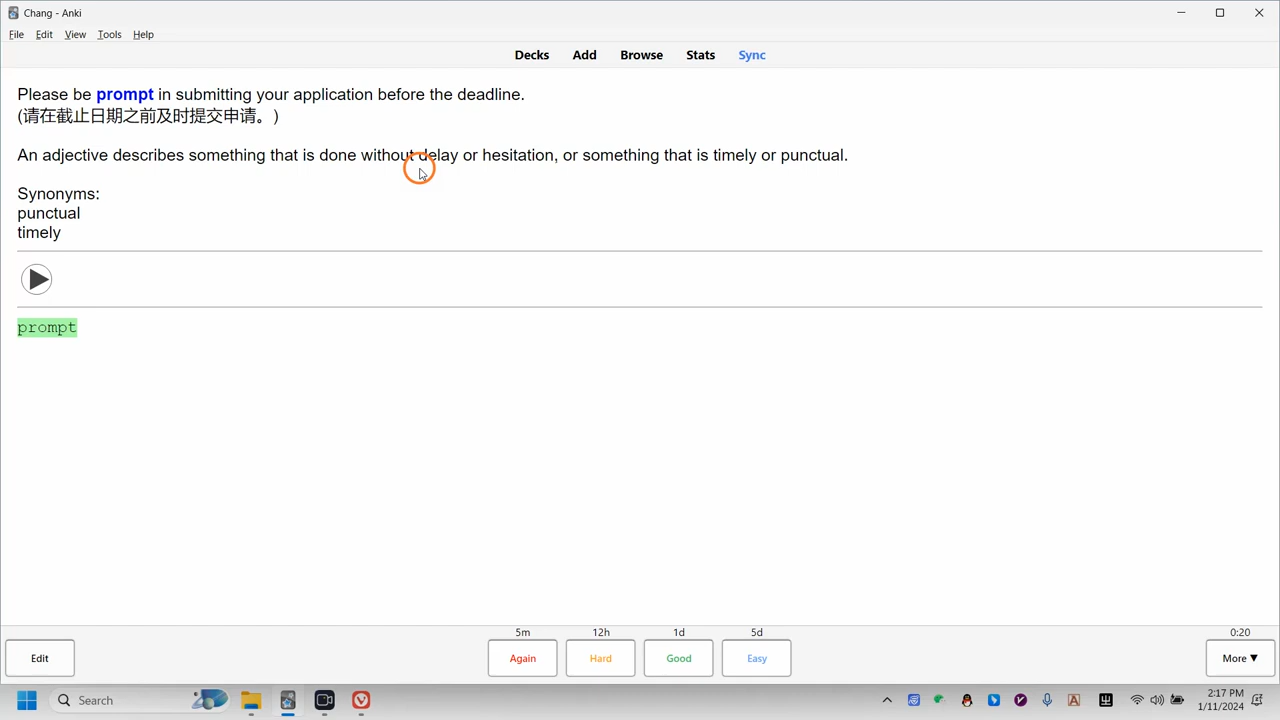 Chang - Anki
File Edit View Tools Help
Decks Add Browse Stats Sync
Please be prompt in submitting your application before the deadline.
(请在截止日期之前及时提交申请。)
An adjective describes something that is done without delay or hesitation, or something that is timely or punctual.
Synonyms:
punctual
timely
prompt
5m 12h 1d 5d 0:20
Edit Again Hard Good Easy More ▼
Search
2:17 PM
1/11/2024